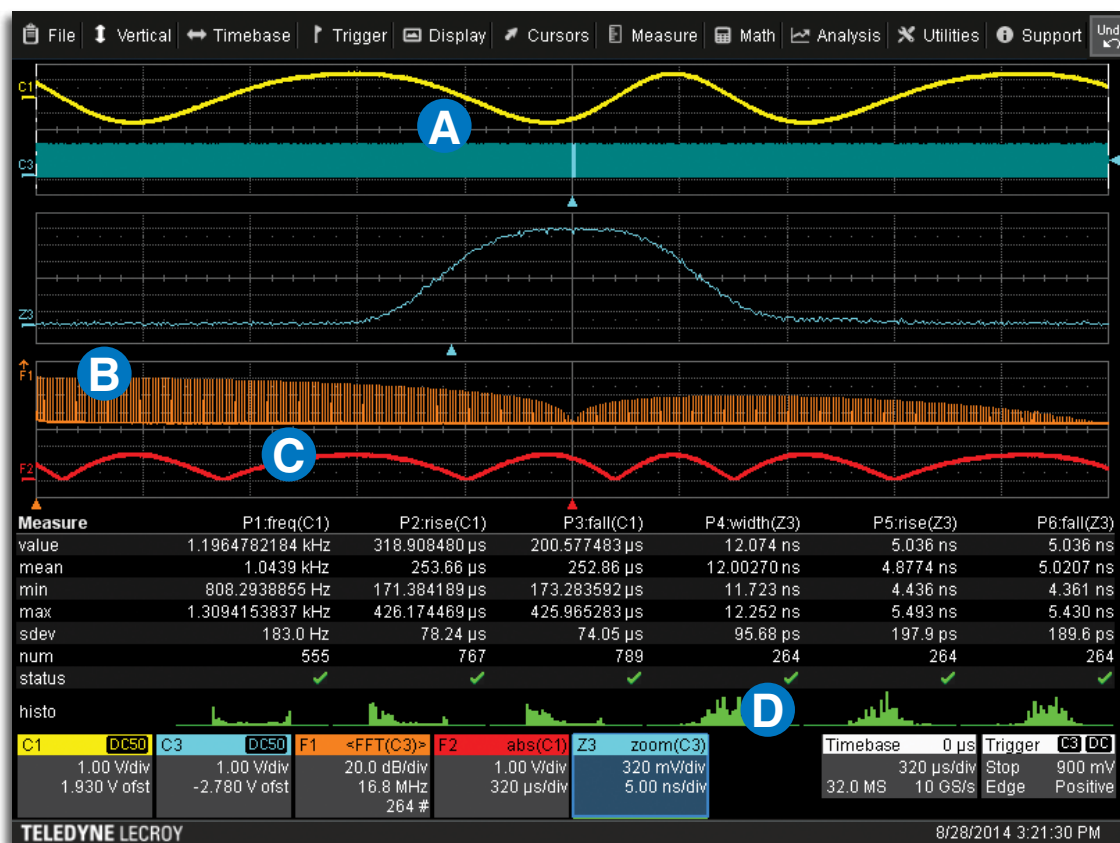 File Vertical Timebase Trigger Display Cursors Measure Math Analysis Utilities Support Und
C1
A
C3
Z3
F1
B
C
F2
Measure P1:freq(C1) P2:rise(C1) P3:fall(C1) P4:width(Z3) P5:rise(Z3) P6:fall(Z3)
value 1.1964782184 kHz 318.908480 µs 200.577483 µs 12.074 ns 5.036 ns 5.036 ns
mean 1.0439 kHz 253.66 µs 252.86 µs 12.00270 ns 4.8774 ns 5.0207 ns
min 808.2938855 Hz 171.384189 µs 173.283592 µs 11.723 ns 4.436 ns 4.361 ns
max 1.3094153837 kHz 426.174469 µs 425.965283 µs 12.252 ns 5.493 ns 5.430 ns
sdev 183.0 Hz 78.24 µs 74.05 µs 95.68 ps 197.9 ps 189.6 ps
num 555 767 789 264 264 264
status
histo D
C1 DC50 C3 DC50 F1 <FFT(C3)> F2 abs(C1) Z3 zoom(C3) Timebase 0 µs Trigger C3 DC
1.00 V/div 1.00 V/div 20.0 dB/div 1.00 V/div 320 mV/div 320 µs/div Stop 900 mV
1.930 V ofst -2.780 V ofst 16.8 MHz 320 µs/div 5.00 ns/div 32.0 MS 10 GS/s Edge Positive
264 #
TELEDYNE LECROY 8/28/2014 3:21:30 PM